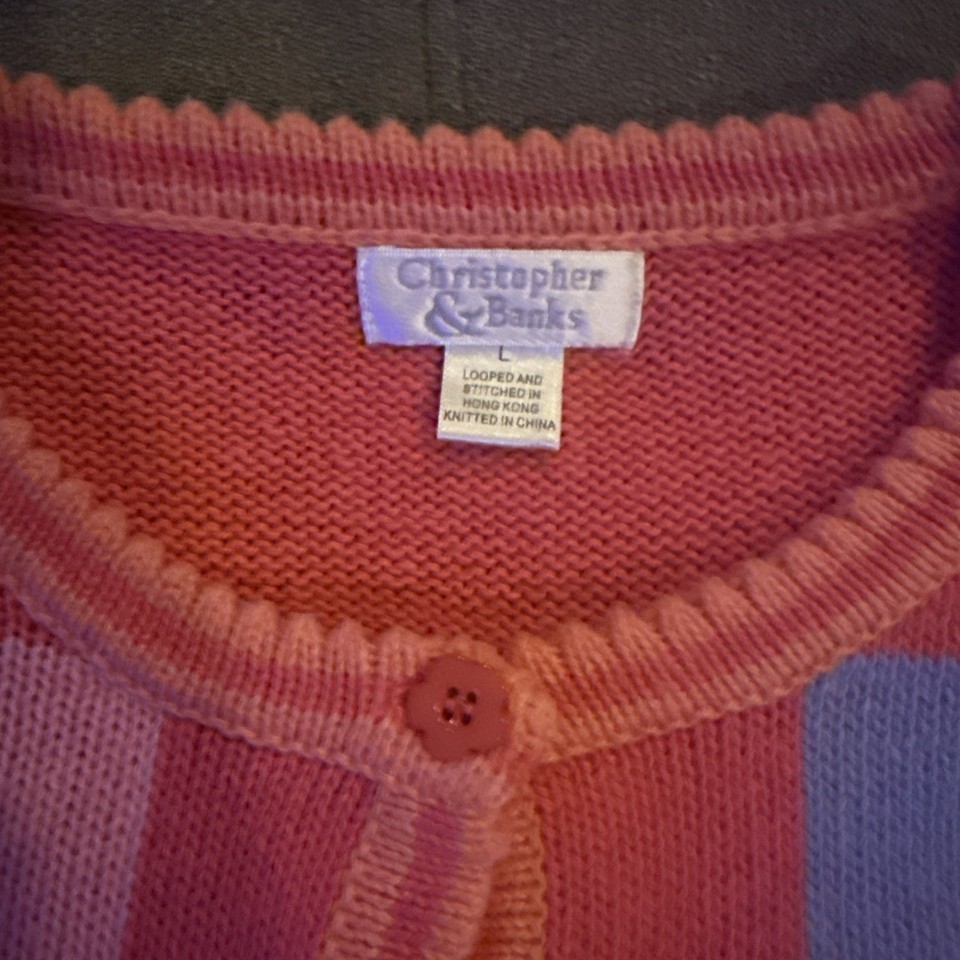 Christopher
& Banks
L
LOOPED AND
STITCHED IN
HONG KONG
KNITTED IN CHINA